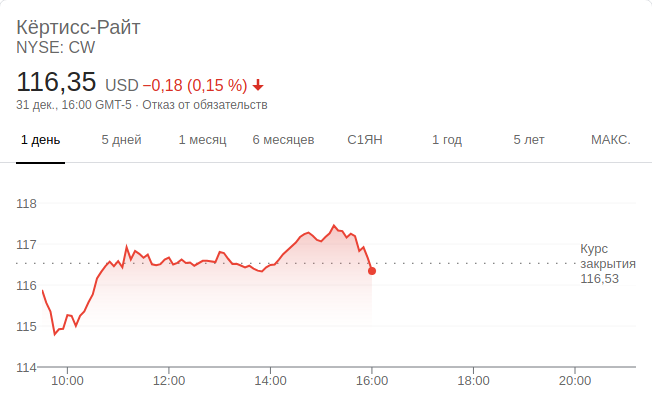 Кёртисс-Райт
NYSE: CW
116,35 USD −0,18 (0,15 %)
31 дек., 16:00 GMT-5 · Отказ от обязательств
1 день 5 дней 1 месяц 6 месяцев С1ЯН 1 год 5 лет МАКС.
118
117
Курс
закрытия
116,53
116
115
114
10:00 12:00 14:00 16:00 18:00 20:00